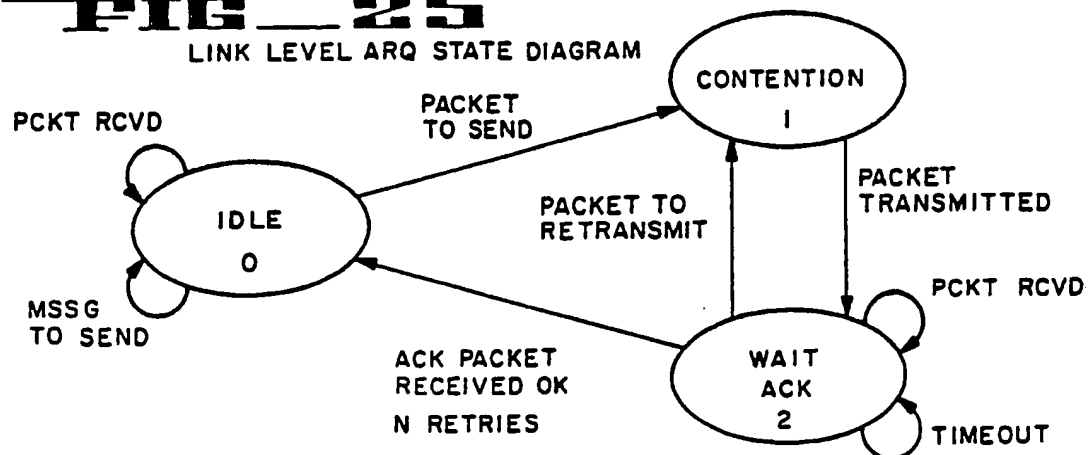 FIG__25
LINK LEVEL ARQ STATE DIAGRAM
CONTENTION
1
PACKET
TO SEND
PCKT RCVD
IDLE
0
PACKET TO
RETRANSMIT
PACKET
TRANSMITTED
MSSG
TO SEND
PCKT RCVD
ACK PACKET
RECEIVED OK
N RETRIES
WAIT
ACK
2
TIMEOUT